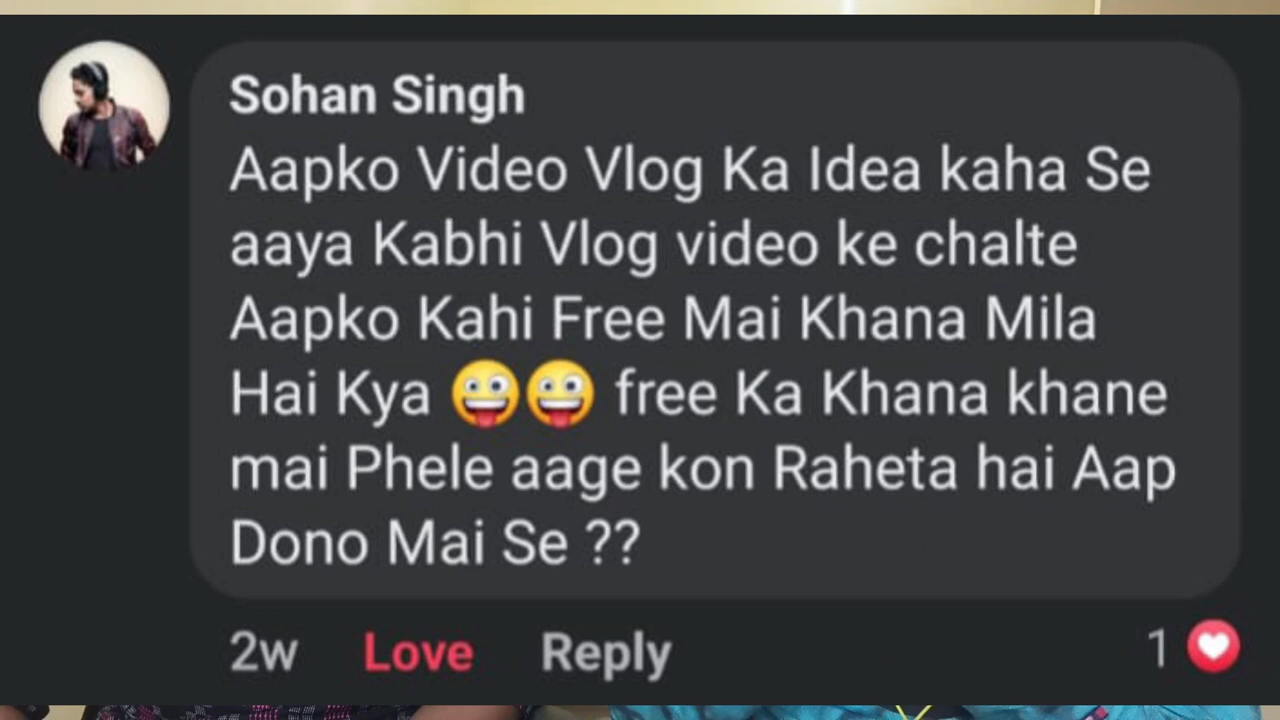 Sohan Singh
Aapko Video Vlog Ka Idea kaha Se
aaya Kabhi Vlog video ke chalte
Aapko Kahi Free Mai Khana Mila
Hai Kya 🤪🤪 free Ka Khana khane
mai Phele aage kon Raheta hai Aap
Dono Mai Se ??
2w Love Reply 1